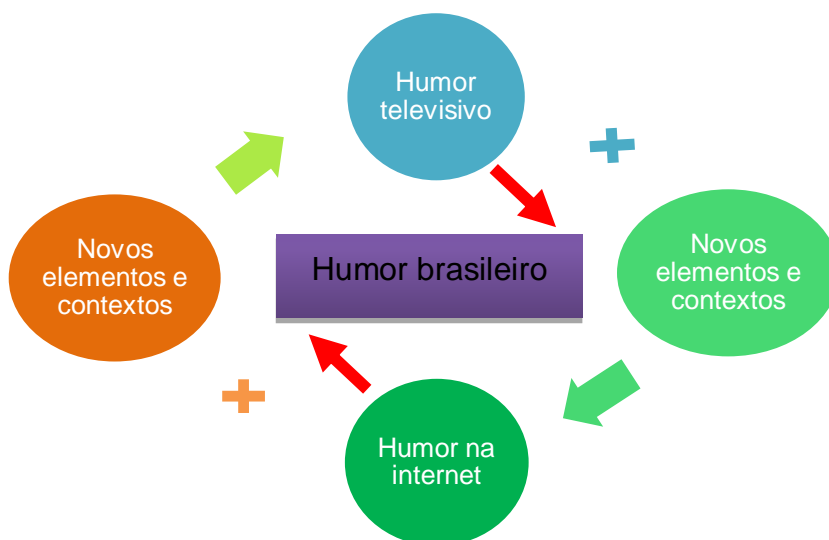 Humor
televisivo
Novos
elementos e
contextos
Humor brasileiro
Novos
elementos e
contextos
Humor na
internet